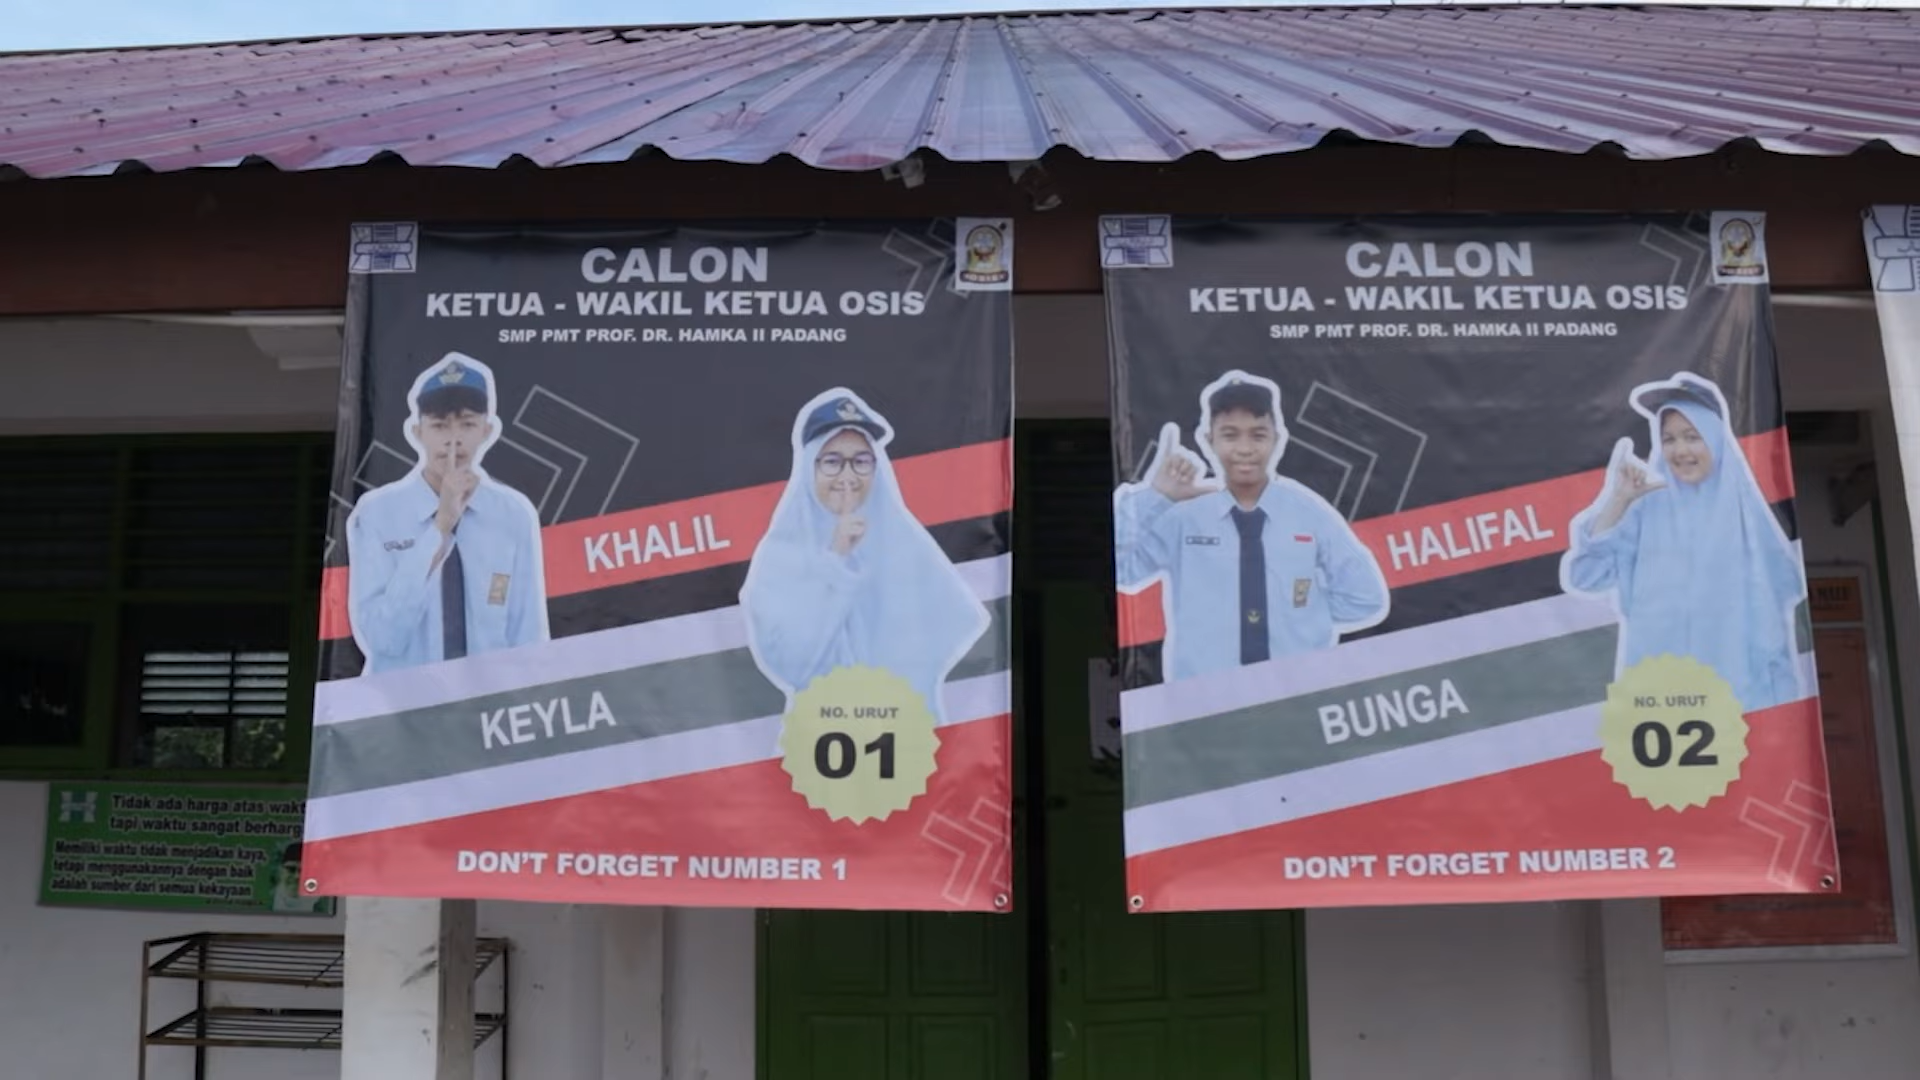 CALON
KETUA - WAKIL KETUA OSIS
SMP PMT PROF. DR. HAMKA II PADANG
KHALIL
KEYLA
NO. URUT
01
DON'T FORGET NUMBER 1
CALON
KETUA - WAKIL KETUA OSIS
SMP PMT PROF. DR. HAMKA II PADANG
HALIFAL
BUNGA
NO. URUT
02
DON'T FORGET NUMBER 2
Tidak ada harga atas
tapi waktu sangat
Memiliki waktu tidak menjadikan kaya,
tetapi menggunakannya dengan baik
adalah sumber dari semua kekayaan